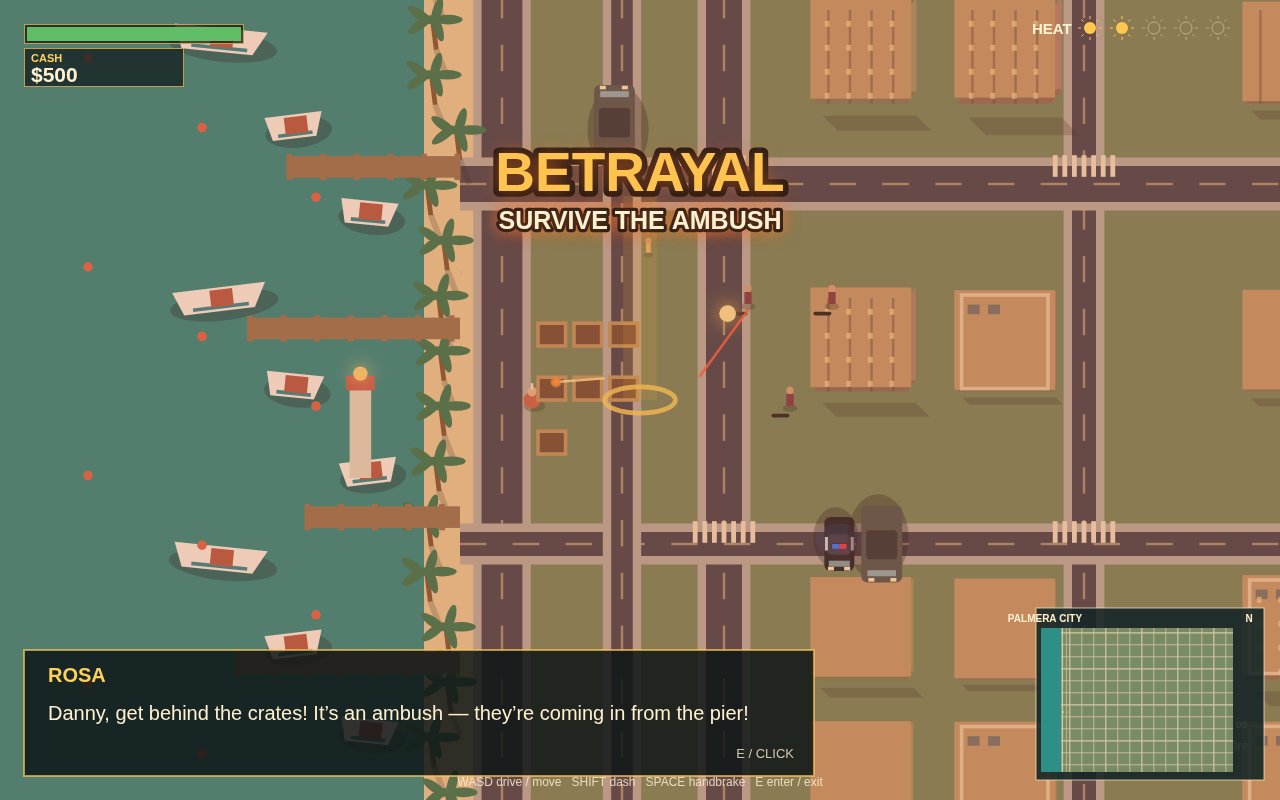 CASH
$500
HEAT
BETRAYAL
SURVIVE THE AMBUSH
PALMERA CITY
N
ROSA
Danny, get behind the crates! It’s an ambush — they’re coming in from the pier!
E / CLICK
WASD drive / move SHIFT dash SPACE handbrake E enter / exit